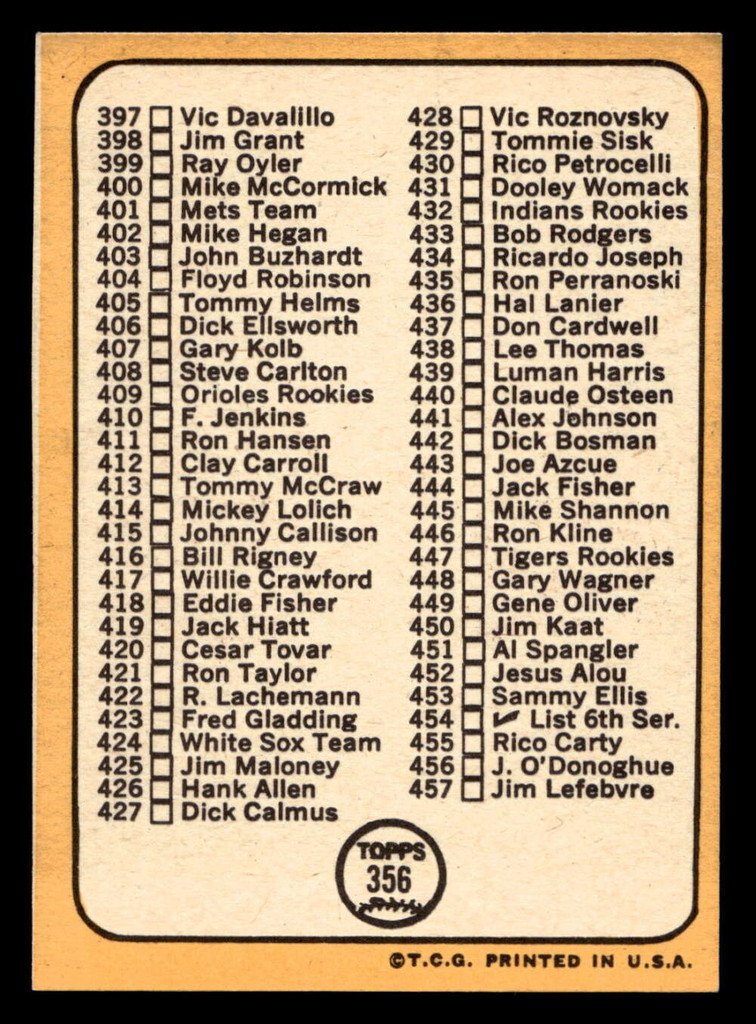 397 Vic Davalillo
398 Jim Grant
399 Ray Oyler
400 Mike McCormick
401 Mets Team
402 Mike Hegan
403 John Buzhardt
404 Floyd Robinson
405 Tommy Helms
406 Dick Ellsworth
407 Gary Kolb
408 Steve Carlton
409 Orioles Rookies
410 F. Jenkins
411 Ron Hansen
412 Clay Carroll
413 Tommy McCraw
414 Mickey Lolich
415 Johnny Callison
416 Bill Rigney
417 Willie Crawford
418 Eddie Fisher
419 Jack Hiatt
420 Cesar Tovar
421 Ron Taylor
422 R. Lachemann
423 Fred Gladding
424 White Sox Team
425 Jim Maloney
426 Hank Allen
427 Dick Calmus
428 Vic Roznovsky
429 Tommie Sisk
430 Rico Petrocelli
431 Dooley Womack
432 Indians Rookies
433 Bob Rodgers
434 Ricardo Joseph
435 Ron Perranoski
436 Hal Lanier
437 Don Cardwell
438 Lee Thomas
439 Luman Harris
440 Claude Osteen
441 Alex Johnson
442 Dick Bosman
443 Joe Azcue
444 Jack Fisher
445 Mike Shannon
446 Ron Kline
447 Tigers Rookies
448 Gary Wagner
449 Gene Oliver
450 Jim Kaat
451 Al Spangler
452 Jesus Alou
453 Sammy Ellis
454 ✔ List 6th Ser.
455 Rico Carty
456 J. O'Donoghue
457 Jim Lefebvre
TOPPS
356
©T.C.G. PRINTED IN U.S.A.